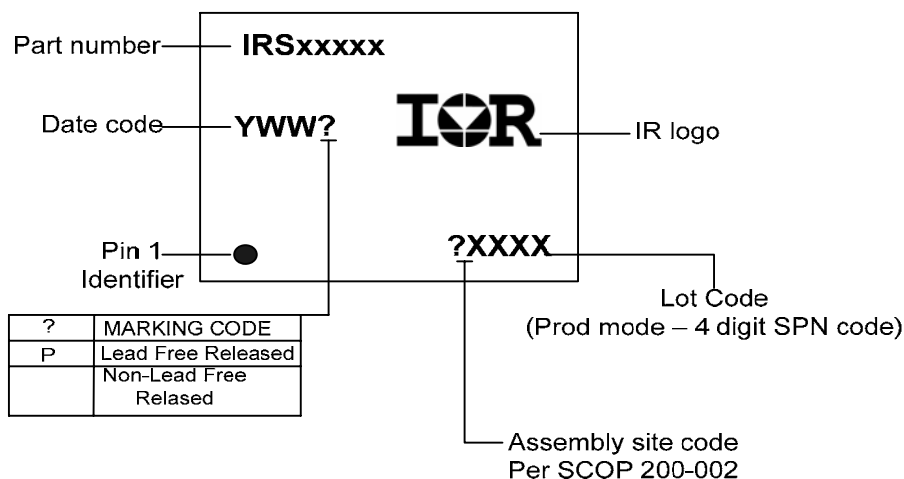 Part number
IRSxxxxx
Date code
YWW?
IOR
IR logo
Pin 1
Identifier
?XXXX
Lot Code
(Prod mode – 4 digit SPN code)
? MARKING CODE
P Lead Free Released
Non-Lead Free
Relased
Assembly site code
Per SCOP 200-002